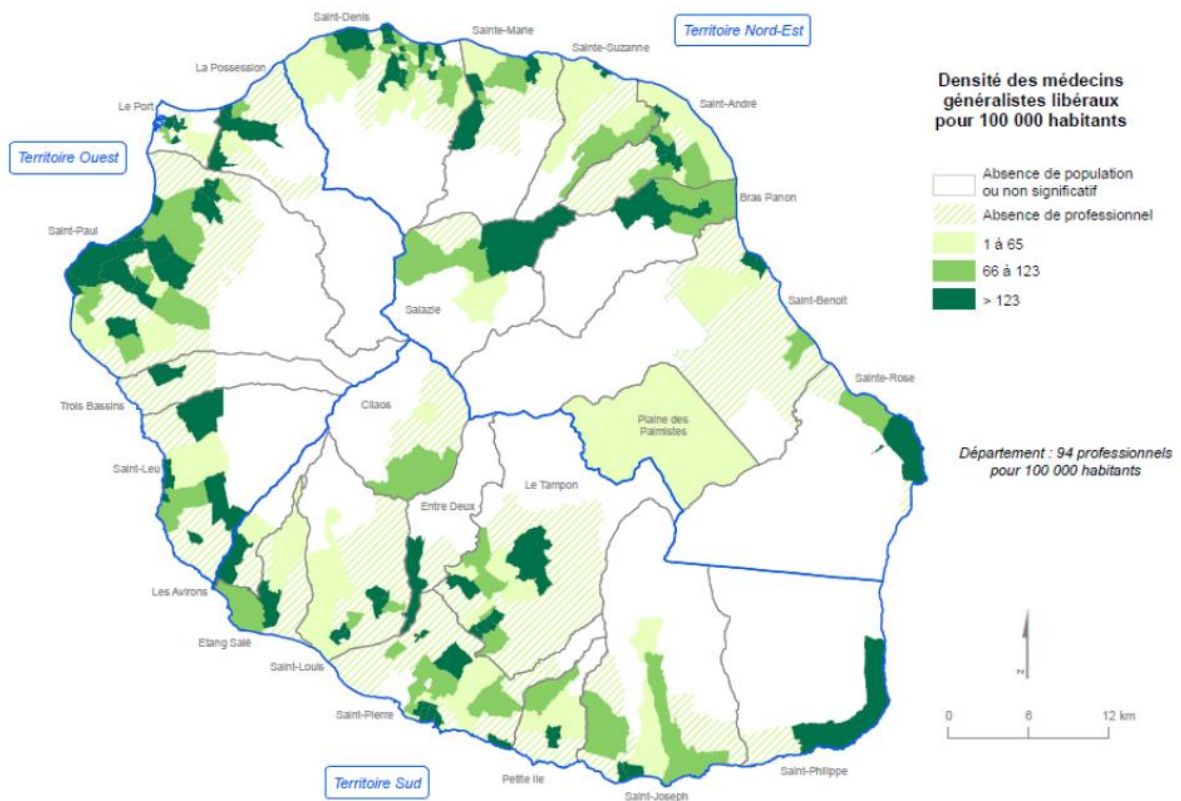 Saint-Denis
Sainte-Marie
Territoire Nord-Est
Sainte-Suzanne
La Possession
Le Port
Saint-André
Territoire Ouest
Bras Panon
Saint-Paul
Salazie
Saint-Benoit
Sainte-Rose
Cilaos
Trois Bassins
Plaine des
Palmistes
Saint-Leu
Le Tampon
Entre Deux
Les Avirons
Etang Salé
Saint-Louis
Saint-Pierre
Territoire Sud
Petite Ile
Saint-Joseph
Saint-Philippe
Densité des médecins
généralistes libéraux
pour 100 000 habitants
Absence de population
ou non significatif
Absence de professionnel
1 à 65
66 à 123
> 123
Département : 94 professionnels
pour 100 000 habitants
N
0 6 12 km